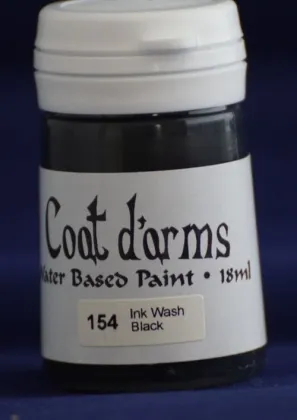 Coat d'arms
Water Based Paint • 18ml
154 Ink Wash
Black